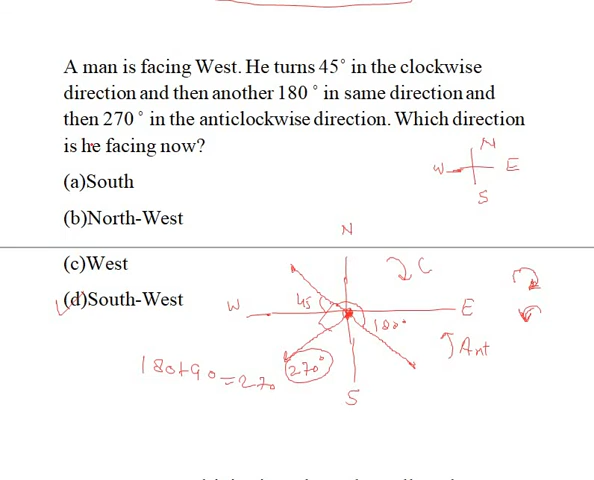 A man is facing West. He turns 45° in the clockwise
direction and then another 180 ° in same direction and
then 270 ° in the anticlockwise direction. Which direction
is he facing now?
N
W E
S
(a)South
(b)North-West
N
(c)West
C
(d)South-West
45
W E
180°
Ant
180+90 = 270 270°
S